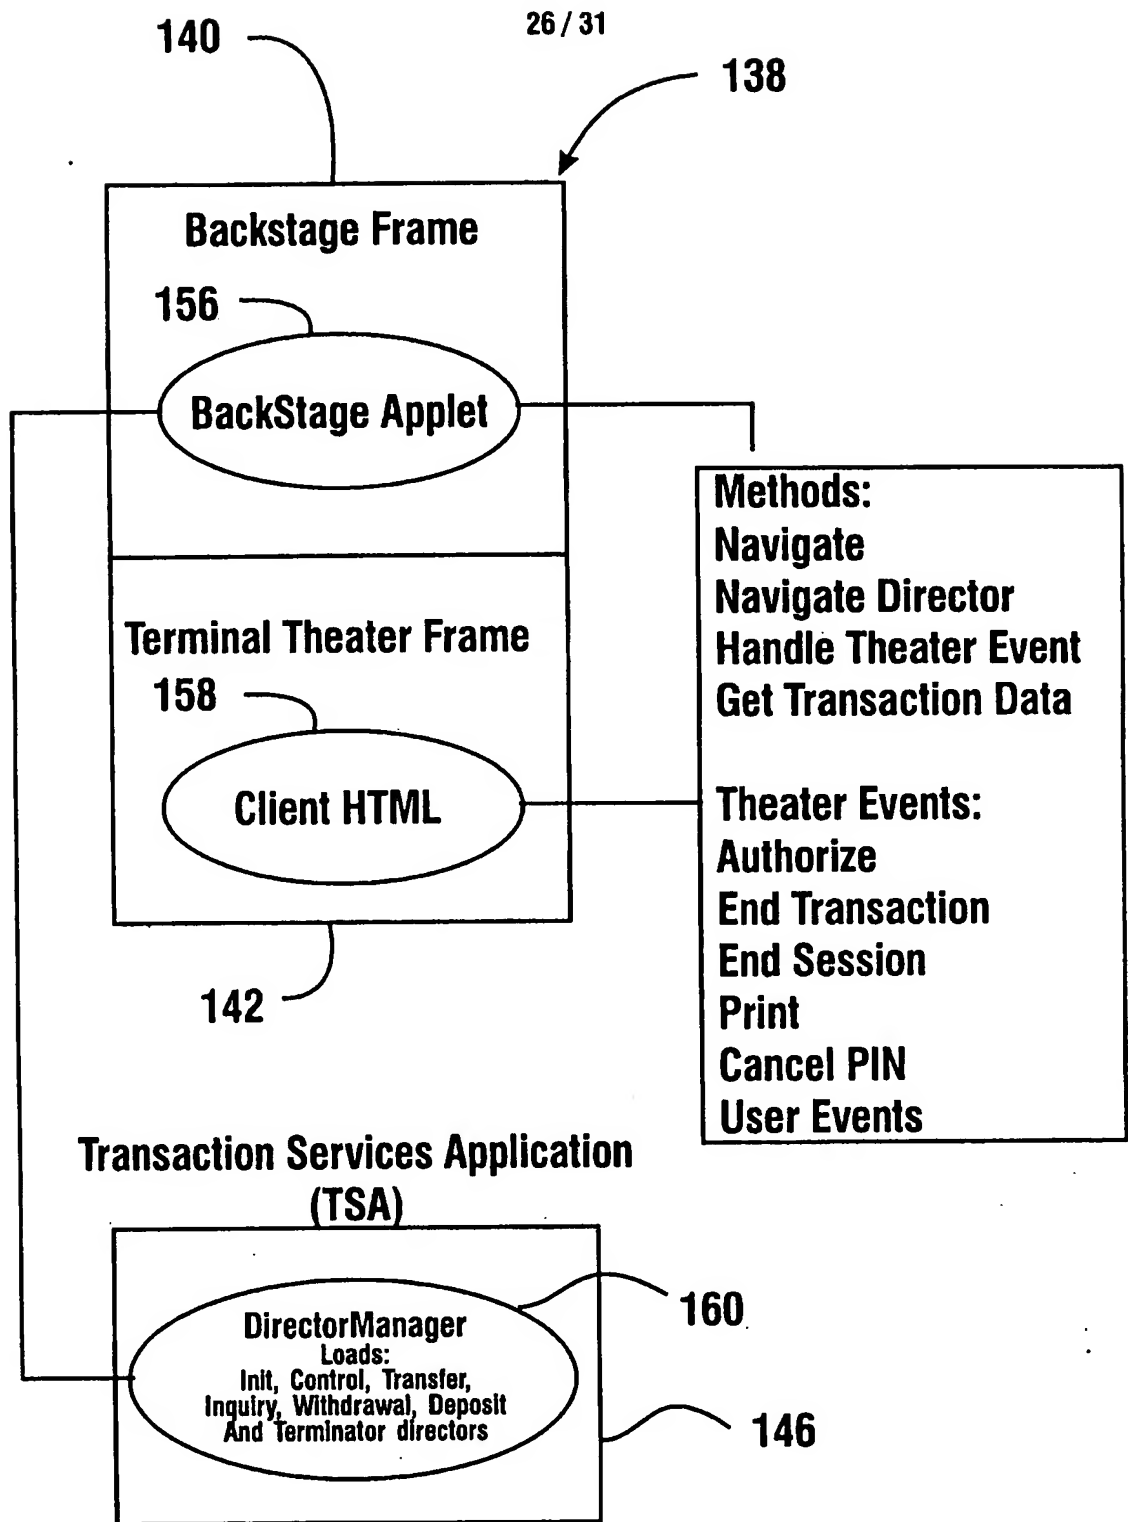 26 / 31
140
138
Backstage Frame
156
BackStage Applet
Terminal Theater Frame
158
Client HTML
142
Methods:
Navigate
Navigate Director
Handle Theater Event
Get Transaction Data
Theater Events:
Authorize
End Transaction
End Session
Print
Cancel PIN
User Events
Transaction Services Application
(TSA)
DirectorManager
Loads:
Init, Control, Transfer,
Inquiry, Withdrawal, Deposit
And Terminator directors
160
146